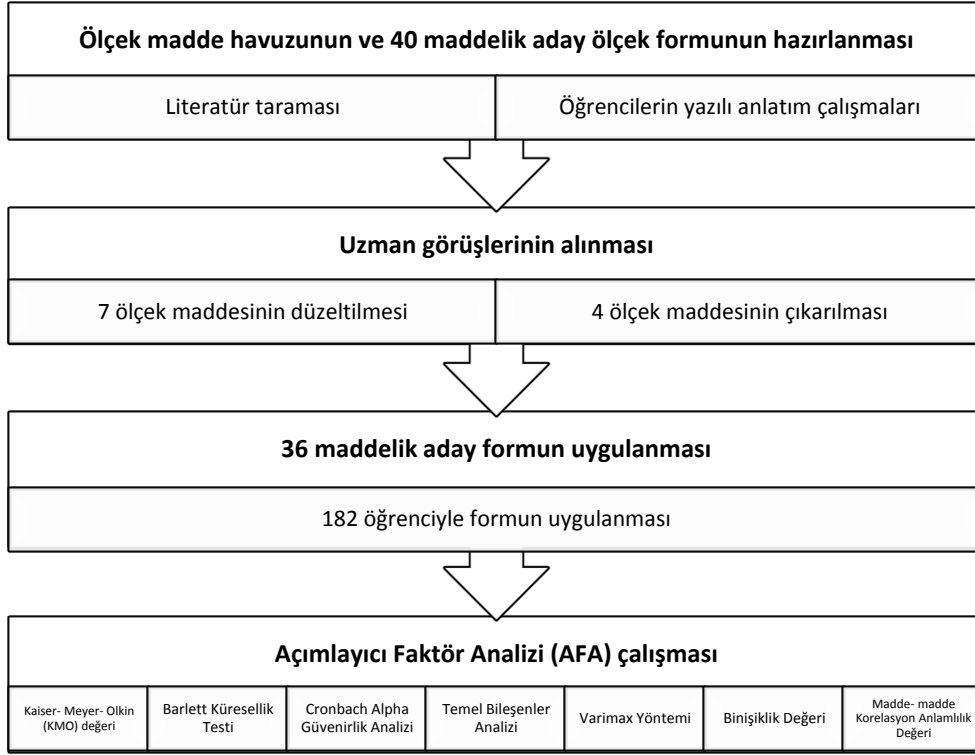 Ölçek madde havuzunun ve 40 maddelik aday ölçek formunun hazırlanması
Literatür taraması
Öğrencilerin yazılı anlatım çalışmaları
Uzman görüşlerinin alınması
7 ölçek maddesinin düzeltilmesi
4 ölçek maddesinin çıkarılması
36 maddelik aday formun uygulanması
182 öğrenciyle formun uygulanması
Açımlayıcı Faktör Analizi (AFA) çalışması
Kaiser- Meyer- Olkin
(KMO) değeri
Barlett Küresellik
Testi
Cronbach Alpha
Güvenirlik Analizi
Temel Bileşenler
Analizi
Varimax Yöntemi
Binişiklik Değeri
Madde- madde
Korelasyon Anlamlılık
Değeri